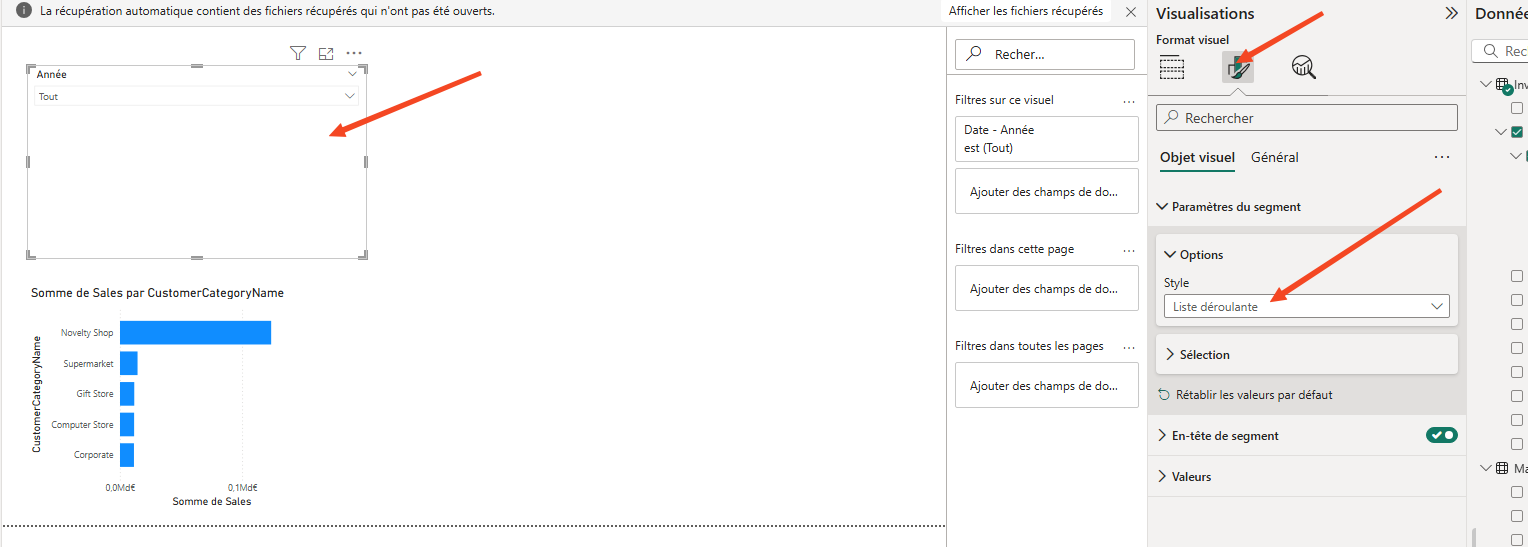 La récupération automatique contient des fichiers récupérés qui n'ont pas été ouverts.
Afficher les fichiers récupérés
Année
Tout
Somme de Sales par CustomerCategoryName
CustomerCategoryName
Novelty Shop
Supermarket
Gift Store
Computer Store
Corporate
0,0Md€
0,1Md€
Somme de Sales
Recher...
Filtres sur ce visuel
...
Date - Année
est (Tout)
Ajouter des champs de do...
Filtres dans cette page
...
Ajouter des champs de do...
Filtres dans toutes les pages
...
Ajouter des champs de do...
Visualisations
Format visuel
Rechercher
Objet visuel
Général
...
Paramètres du segment
Options
Style
Liste déroulante
Sélection
Rétablir les valeurs par défaut
En-tête de segment
Valeurs
Donnée
Rec
Inv
Ma